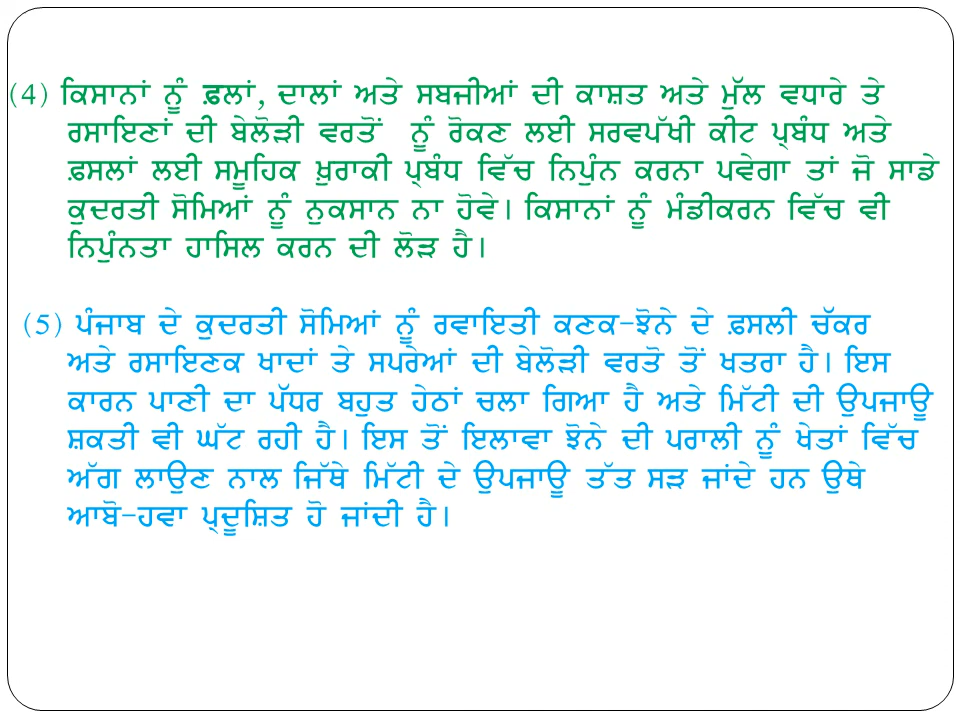 (4) ਕਿਸਾਨਾਂ ਨੂੰ ਫ਼ਲਾਂ, ਦਾਲਾਂ ਅਤੇ ਸਬਜੀਆਂ ਦੀ ਕਾਸ਼ਤ ਅਤੇ ਮੁੱਲ ਵਧਾਰੇ ਤੇ
ਰਸਾਇਣਾਂ ਦੀ ਬੇਲੋੜੀ ਵਰਤੋਂ ਨੂੰ ਰੋਕਣ ਲਈ ਸਰਵਪੱਖੀ ਕੀਟ ਪ੍ਰਬੰਧ ਅਤੇ
ਫ਼ਸਲਾਂ ਲਈ ਸਮੂਹਿਕ ਖ਼ੁਰਾਕੀ ਪ੍ਰਬੰਧ ਵਿੱਚ ਨਿਪੁੰਨ ਕਰਨਾ ਪਵੇਗਾ ਤਾਂ ਜੋ ਸਾਡੇ
ਕੁਦਰਤੀ ਸੋਮਿਆਂ ਨੂੰ ਨੁਕਸਾਨ ਨਾ ਹੋਵੇ। ਕਿਸਾਨਾਂ ਨੂੰ ਮੰਡੀਕਰਨ ਵਿੱਚ ਵੀ
ਨਿਪੁੰਨਤਾ ਹਾਸਿਲ ਕਰਨ ਦੀ ਲੋੜ ਹੈ।
(5) ਪੰਜਾਬ ਦੇ ਕੁਦਰਤੀ ਸੋਮਿਆਂ ਨੂੰ ਰਵਾਇਤੀ ਕਣਕ-ਝੋਨੇ ਦੇ ਫ਼ਸਲੀ ਚੱਕਰ
ਅਤੇ ਰਸਾਇਣਕ ਖਾਦਾਂ ਤੇ ਸਪਰੇਆਂ ਦੀ ਬੇਲੋੜੀ ਵਰਤੋ ਤੋਂ ਖਤਰਾ ਹੈ। ਇਸ
ਕਾਰਨ ਪਾਣੀ ਦਾ ਪੱਧਰ ਬਹੁਤ ਹੇਠਾਂ ਚਲਾ ਗਿਆ ਹੈ ਅਤੇ ਮਿੱਟੀ ਦੀ ਉਪਜਾਊ
ਸ਼ਕਤੀ ਵੀ ਘੱਟ ਰਹੀ ਹੈ। ਇਸ ਤੋਂ ਇਲਾਵਾ ਝੋਨੇ ਦੀ ਪਰਾਲੀ ਨੂੰ ਖੇਤਾਂ ਵਿੱਚ
ਅੱਗ ਲਾਉਣ ਨਾਲ ਜਿੱਥੇ ਮਿੱਟੀ ਦੇ ਉਪਜਾਊ ਤੱਤ ਸੜ ਜਾਂਦੇ ਹਨ ਉਥੇ
ਆਬੋ-ਹਵਾ ਪ੍ਰਦੂਸ਼ਿਤ ਹੋ ਜਾਂਦੀ ਹੈ।